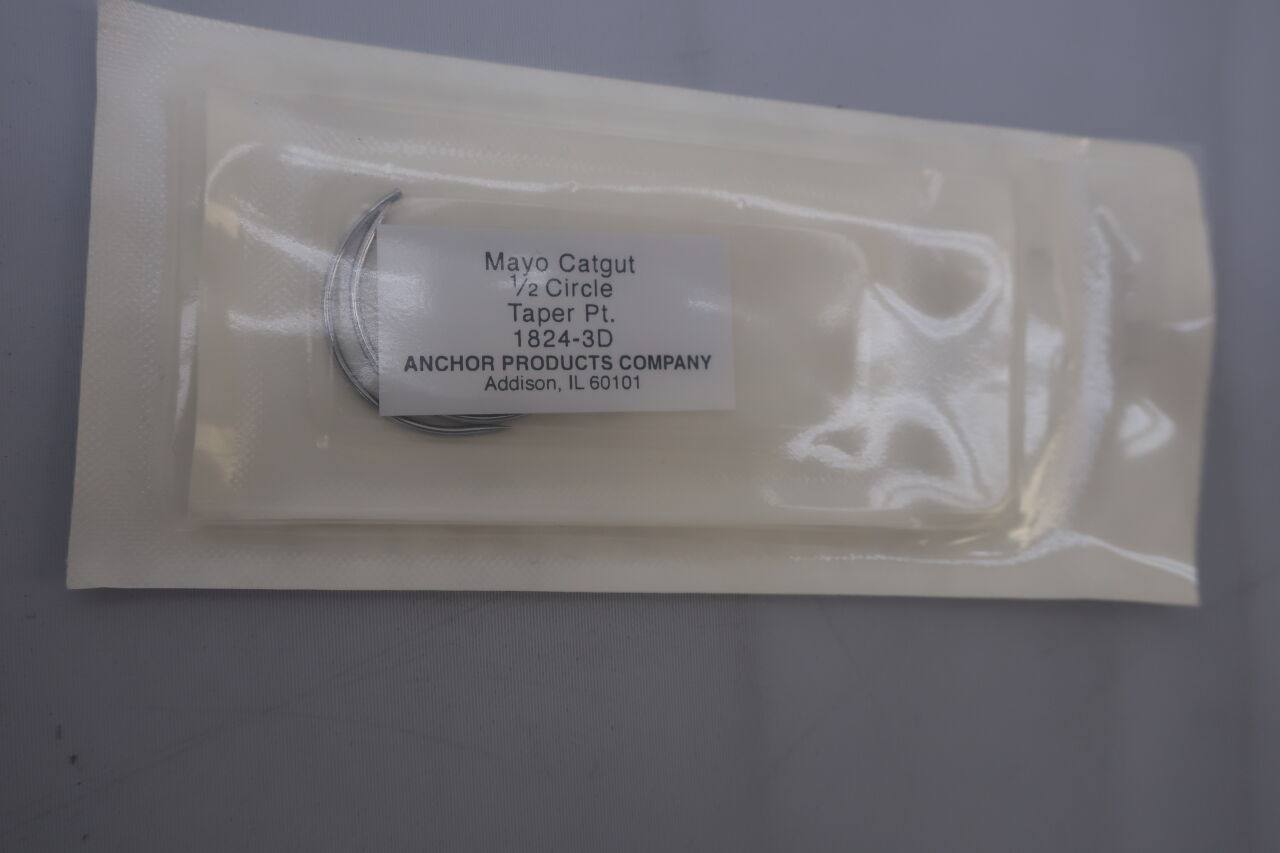 Mayo Catgut
½ Circle
Taper Pt.
1824-3D
ANCHOR PRODUCTS COMPANY
Addison, IL 60101